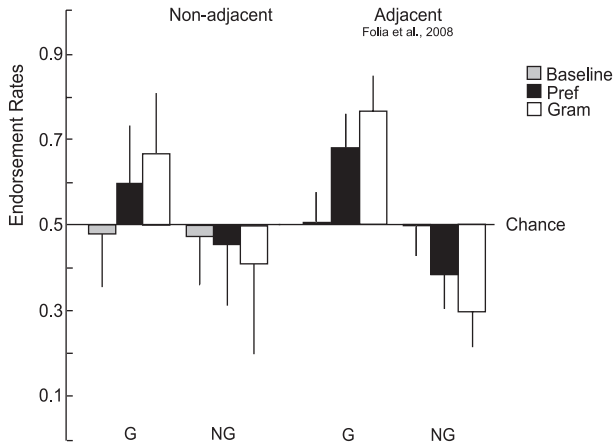 Non-adjacent
Adjacent
Folia et al., 2008
Endorsement Rates
0.9
0.7
0.5
0.3
0.1
Baseline
Pref
Gram
Chance
G
NG
G
NG